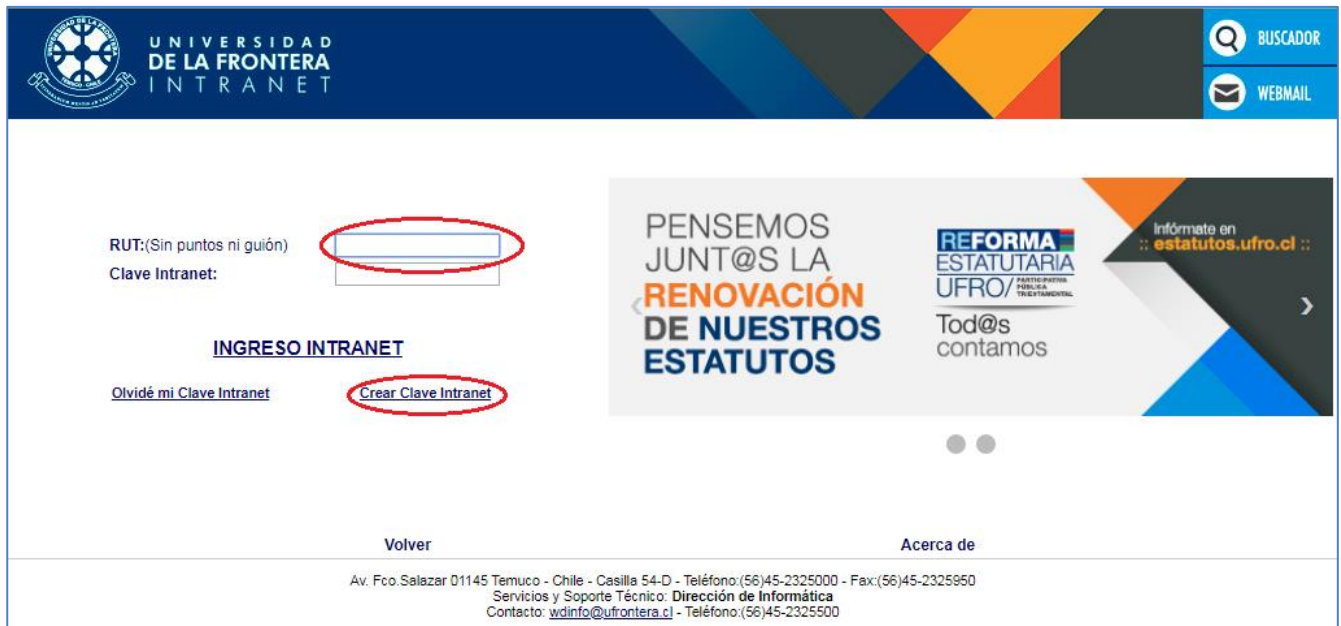 UNIVERSIDAD
DE LA FRONTERA
INTRANET
BUSCADOR
WEBMAIL
RUT:(Sin puntos ni guión)
Clave Intranet:
INGRESO INTRANET
Olvidé mi Clave Intranet
Crear Clave Intranet
PENSEMOS
JUNT@S LA
RENOVACIÓN
DE NUESTROS
ESTATUTOS
REFORMA
ESTATUTARIA
UFRO/ PARTICIPATIVA
PÚBLICA
TRIESTAMENTAL
Tod@s
contamos
Infórmate en
:: estatutos.ufro.cl ::
Volver
Acerca de
Av. Fco.Salazar 01145 Temuco - Chile - Casilla 54-D - Teléfono:(56)45-2325000 - Fax:(56)45-2325950
Servicios y Soporte Técnico: Dirección de Informática
Contacto: wdinfo@ufrontera.cl - Teléfono:(56)45-2325500